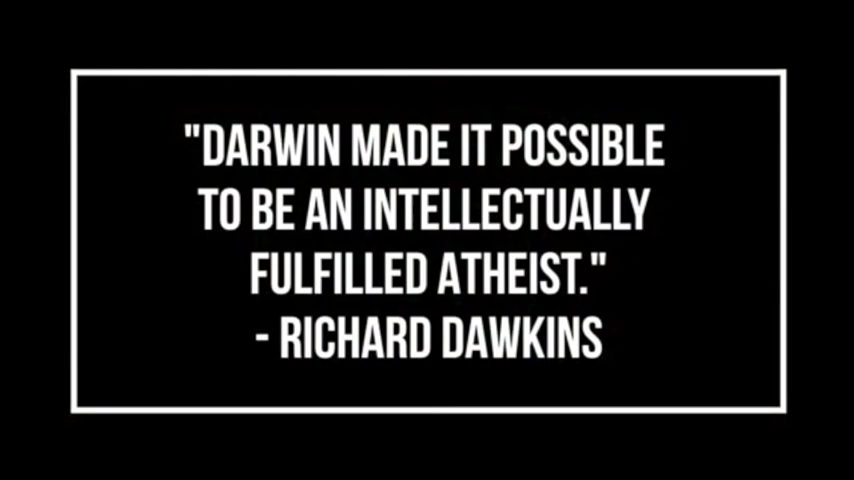 "DARWIN MADE IT POSSIBLE
TO BE AN INTELLECTUALLY
FULFILLED ATHEIST."
- RICHARD DAWKINS